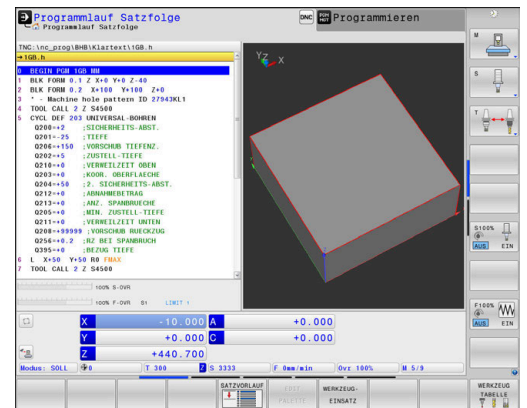 Programmlauf Satzfolge
Programmlauf Satzfolge
DNC
PGM
MGT
Programmieren
TNC:\nc_prog\BHB\Klartext\1GB.h
→1GB.h
0 BEGIN PGM 1GB MM
1 BLK FORM 0.1 Z X+0 Y+0 Z-40
2 BLK FORM 0.2 X+100 Y+100 Z+0
3 * - Machine hole pattern ID 27943KL1
4 TOOL CALL 2 Z S4500
5 CYCL DEF 203 UNIVERSAL-BOHREN
Q200=+2 ;SICHERHEITS-ABST.
Q201=-25 ;TIEFE
Q206=+150 ;VORSCHUB TIEFENZ.
Q202=+5 ;ZUSTELL-TIEFE
Q210=+0 ;VERWEILZEIT OBEN
Q203=+0 ;KOOR. OBERFLAECHE
Q204=+50 ;2. SICHERHEITS-ABST.
Q212=+0 ;ABNAHMEBETRAG
Q213=+0 ;ANZ. SPANBRUECHE
Q205=+0 ;MIN. ZUSTELL-TIEFE
Q211=+0 ;VERWEILZEIT UNTEN
Q208=+99999 ;VORSCHUB RUECKZUG
Q256=+0.2 ;RZ BEI SPANBRUCH
Q395=+0 ;BEZUG TIEFE
6 L X+50 Y+50 R0 FMAX
7 TOOL CALL 2 Z S4500
Y Z X
100% S-OVR
100% F-OVR S1 LIMIT 1
X -10.000 A +0.000
Y +0.000 C +0.000
Z +440.700
Modus: SOLL 0 T 300 Z S 3333 F 0mm/min Ovr 100% M 5/9
M
S
T
S100%
AUS EIN
F100%
AUS EIN
SATZVORLAUF
WERKZEUG-
EINSATZ
WERKZEUG
TABELLE